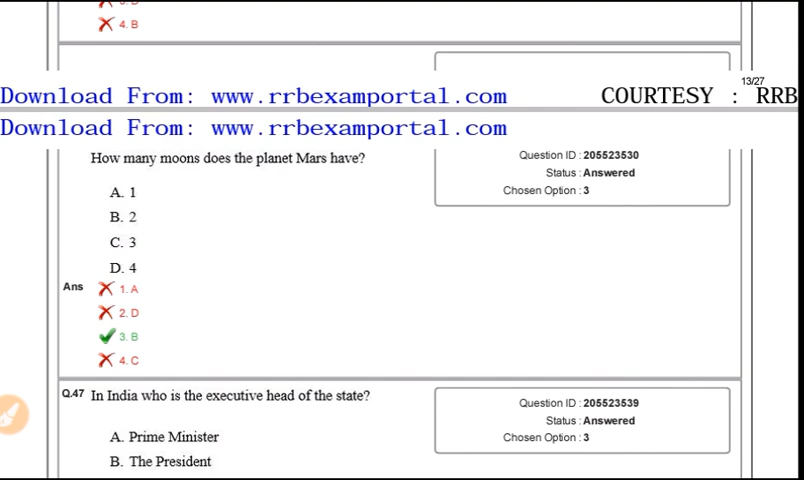 4. B
13/27
Download From: www.rrbexamportal.com COURTESY : RRB
Download From: www.rrbexamportal.com
How many moons does the planet Mars have?
Question ID : 205523530
Status : Answered
Chosen Option : 3
A. 1
B. 2
C. 3
D. 4
Ans
1. A
2. D
3. B
4. C
Q.47 In India who is the executive head of the state?
Question ID : 205523539
Status : Answered
Chosen Option : 3
A. Prime Minister
B. The President